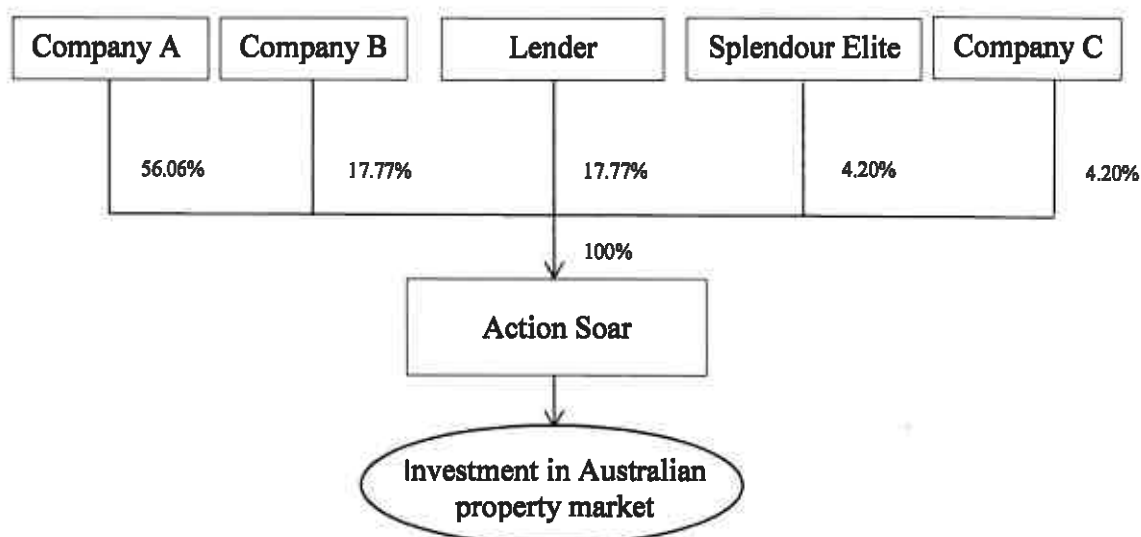 Company A
Company B
Lender
Splendour Elite
Company C
56.06%
17.77%
17.77%
4.20%
4.20%
100%
Action Soar
Investment in Australian
property market